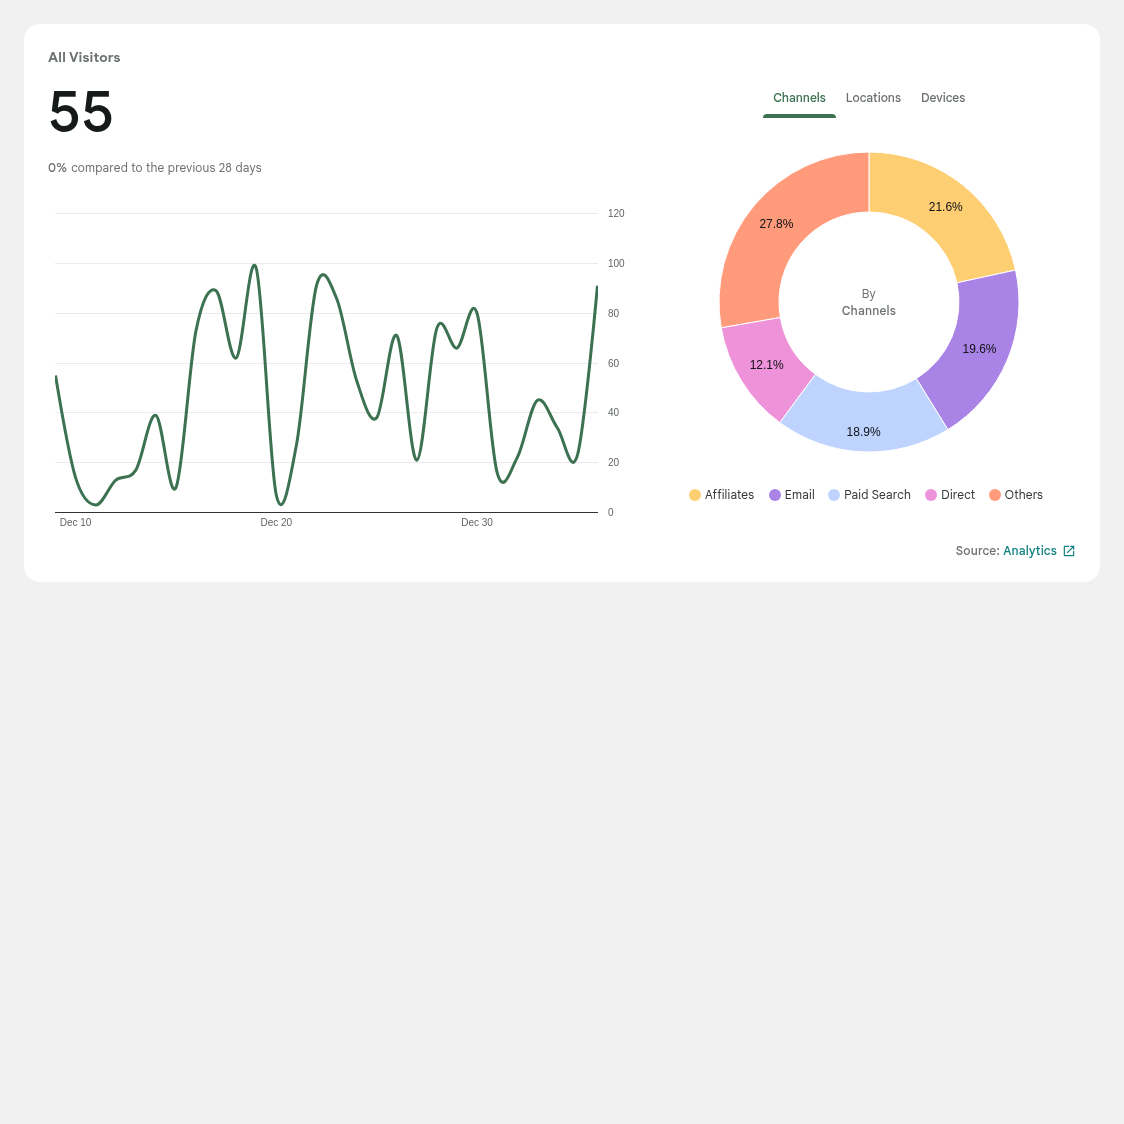 All Visitors
55
0% compared to the previous 28 days
120
100
80
60
40
20
0
Dec 10
Dec 20
Dec 30
Channels
Locations
Devices
27.8%
21.6%
19.6%
12.1%
18.9%
By
Channels
Affiliates
Email
Paid Search
Direct
Others
Source: Analytics